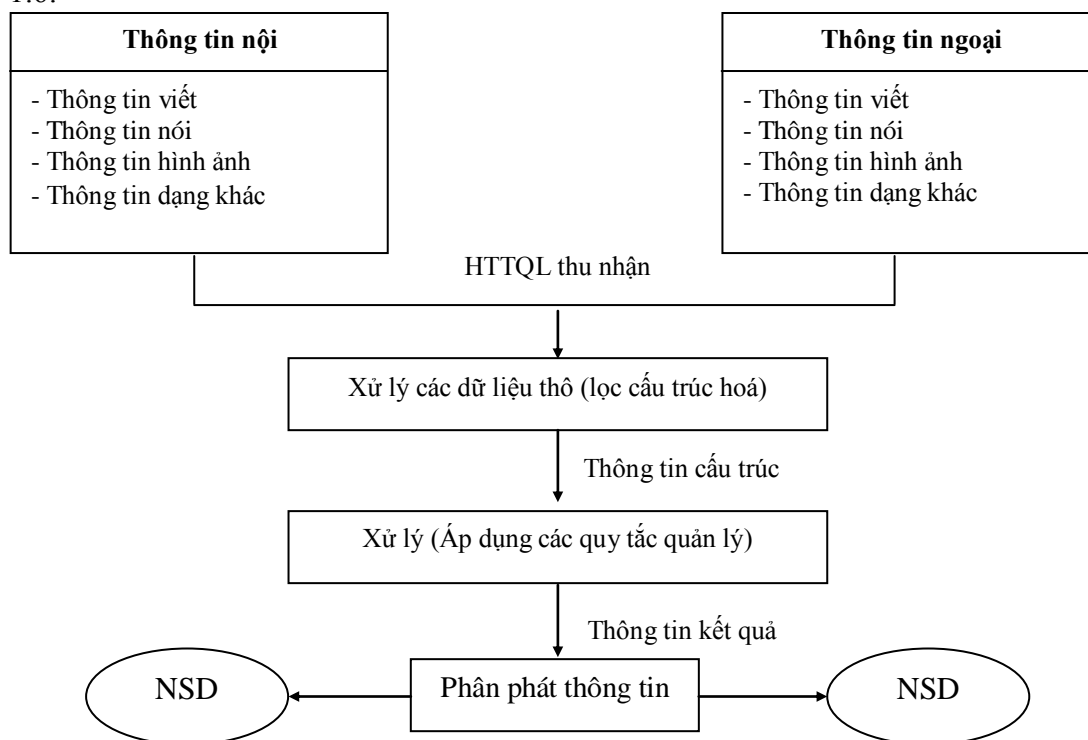 Thông tin nội
- Thông tin viết
- Thông tin nói
- Thông tin hình ảnh
- Thông tin dạng khác
Thông tin ngoại
- Thông tin viết
- Thông tin nói
- Thông tin hình ảnh
- Thông tin dạng khác
HTTQL thu nhận
Xử lý các dữ liệu thô (lọc cấu trúc hoá)
Thông tin cấu trúc
Xử lý (Áp dụng các quy tắc quản lý)
Thông tin kết quả
NSD
Phân phát thông tin
NSD